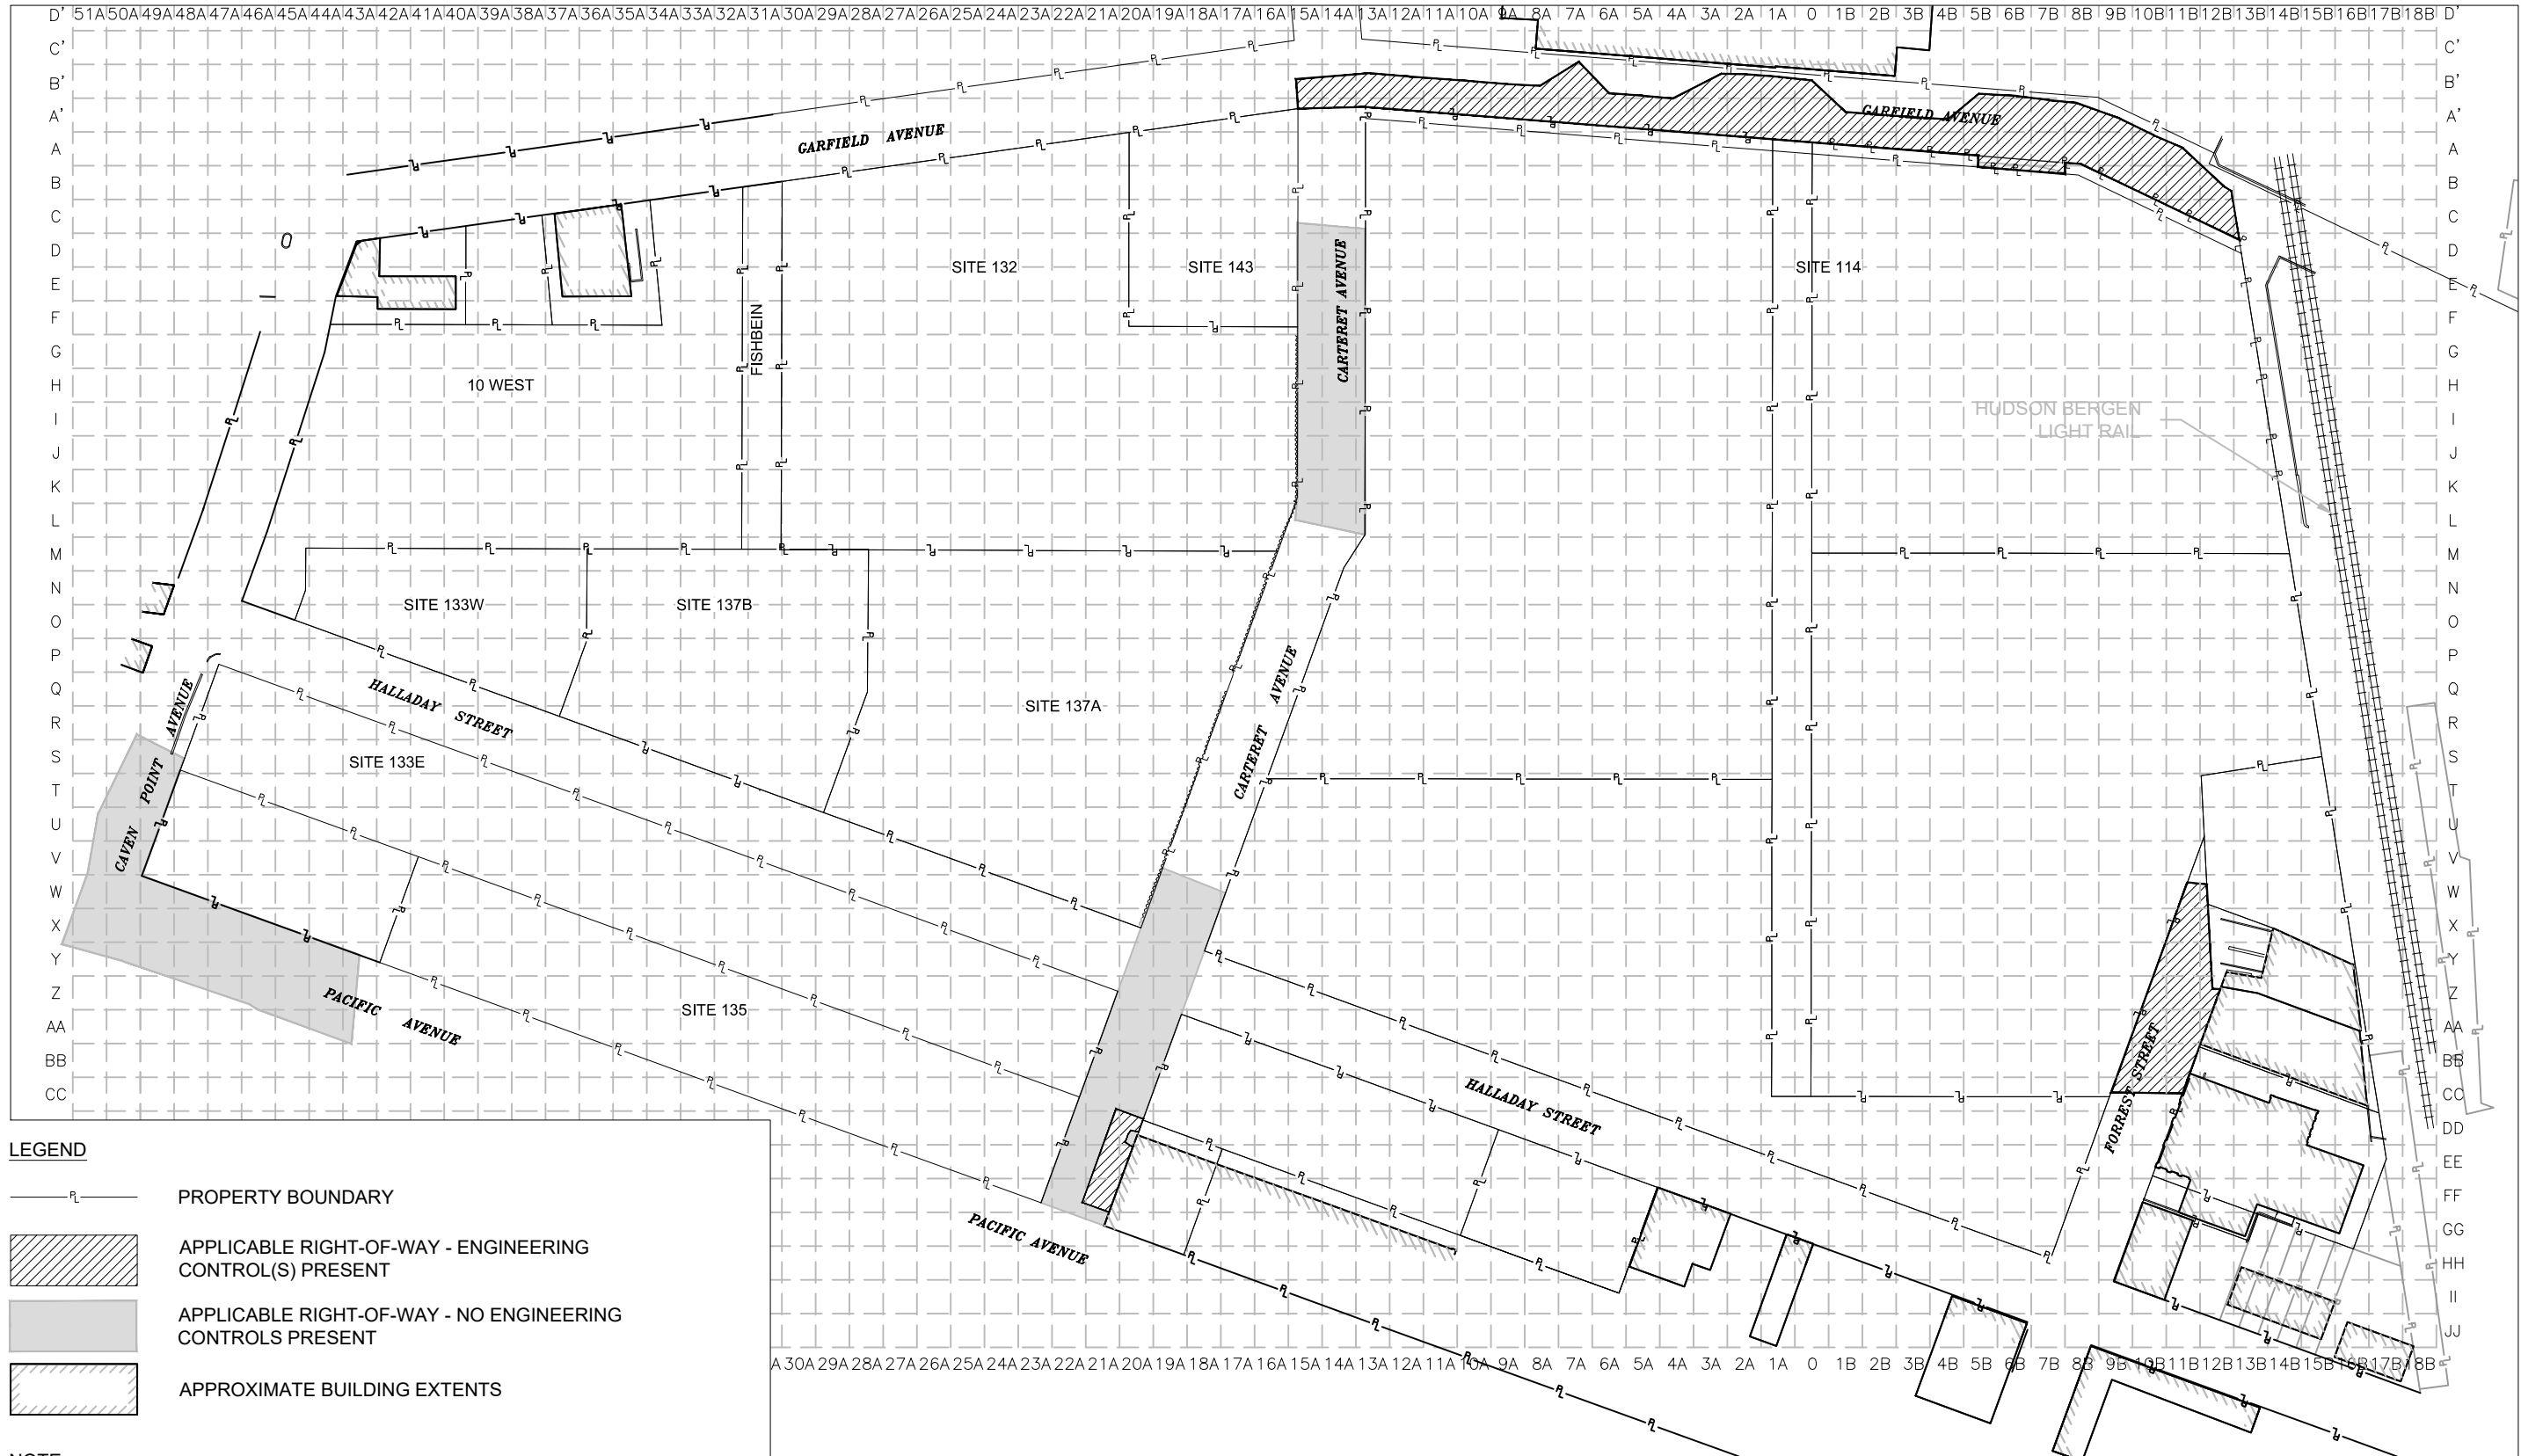 D' 51A 50A 49A 48A 47A 46A 45A 44A 43A 42A 41A 40A 39A 38A 37A 36A 35A 34A 33A 32A 31A 30A 29A 28A 27A 26A 25A 24A 23A 22A 21A 20A 19A 18A 17A 16A 15A 14A 13A 12A 11A 10A 9A 8A 7A 6A 5A 4A 3A 2A 1A 0 1B 2B 3B 4B 5B 6B 7B 8B 9B 10B 11B 12B 13B 14B 15B 16B 17B 18B D'
C' C'
B' B'
A' GARFIELD AVENUE A'
A GARFIELD AVENUE A
B B
C C
D D
SITE 132 SITE 143 SITE 114
E E
F F
FISHBEIN CARTERET AVENUE
G G
H 10 WEST H
HUDSON BERGEN
I I
LIGHT RAIL
J J
K K
L L
M M
N N
SITE 133W SITE 137B
O O
P P
Q Q
HALLADAY STREET
SITE 137A
R R
CAVEN POINT AVENUE
CARTERET AVENUE
S S
SITE 133E
T T
U U
V V
W W
X X
Y Y
Z Z
PACIFIC AVENUE
SITE 135
AA AA
BB BB
FORREST STREET
CC CC
HALLADAY STREET
DD
EE
FF
PACIFIC AVENUE
GG
HH
II
JJ
LEGEND
PL PROPERTY BOUNDARY
APPLICABLE RIGHT-OF-WAY - ENGINEERING
CONTROL(S) PRESENT
APPLICABLE RIGHT-OF-WAY - NO ENGINEERING
CONTROLS PRESENT
APPROXIMATE BUILDING EXTENTS
A 30A 29A 28A 27A 26A 25A 24A 23A 22A 21A 20A 19A 18A 17A 16A 15A 14A 13A 12A 11A 10A 9A 8A 7A 6A 5A 4A 3A 2A 1A 0 1B 2B 3B 4B 5B 6B 7B 8B 9B 10B 11B 12B 13B 14B 15B 16B 17B 18B